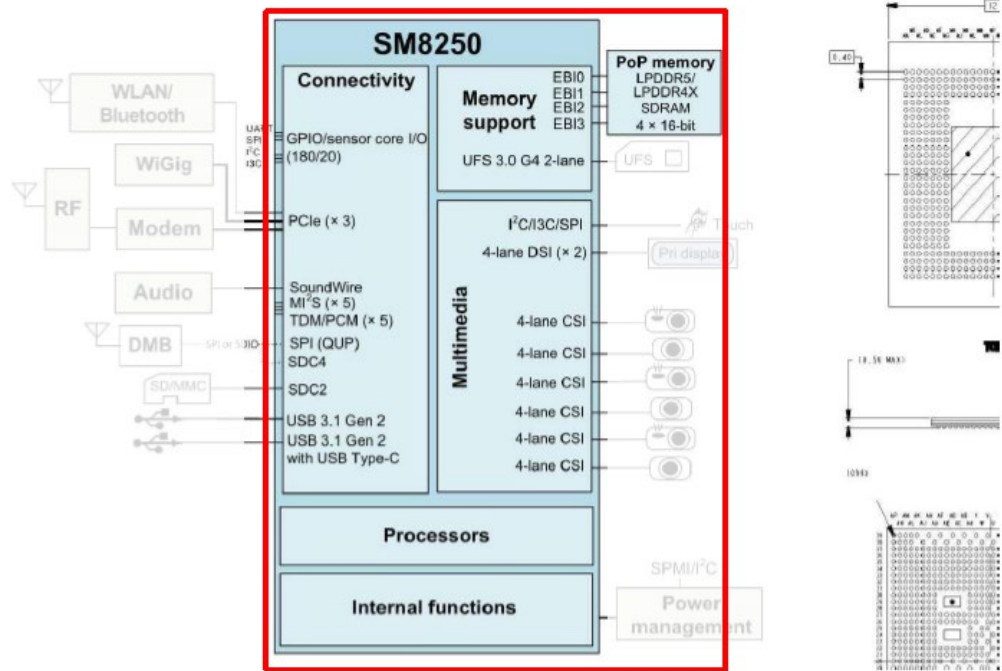 SM8250
Connectivity
GPIO/sensor core I/O
(180/20)
PCIe (× 3)
SoundWire
MI²S (× 5)
TDM/PCM (× 5)
SPI (QUP)
SDC4
SDC2
USB 3.1 Gen 2
USB 3.1 Gen 2
with USB Type-C
Memory
support
EBI0
EBI1
EBI2
EBI3
UFS 3.0 G4 2-lane
PoP memory
LPDDR5/
LPDDR4X
SDRAM
4 × 16-bit
UFS
Multimedia
I²C/I3C/SPI
4-lane DSI (× 2)
4-lane CSI
4-lane CSI
4-lane CSI
4-lane CSI
4-lane CSI
4-lane CSI
Touch
Pri display
Processors
Internal functions
SPMI/I²C
Power
management
WLAN/
Bluetooth
UART
SPI
I²C
I3C
WiGig
RF
Modem
Audio
DMB
SPI or SDIO
SD/MMC
12
0.40